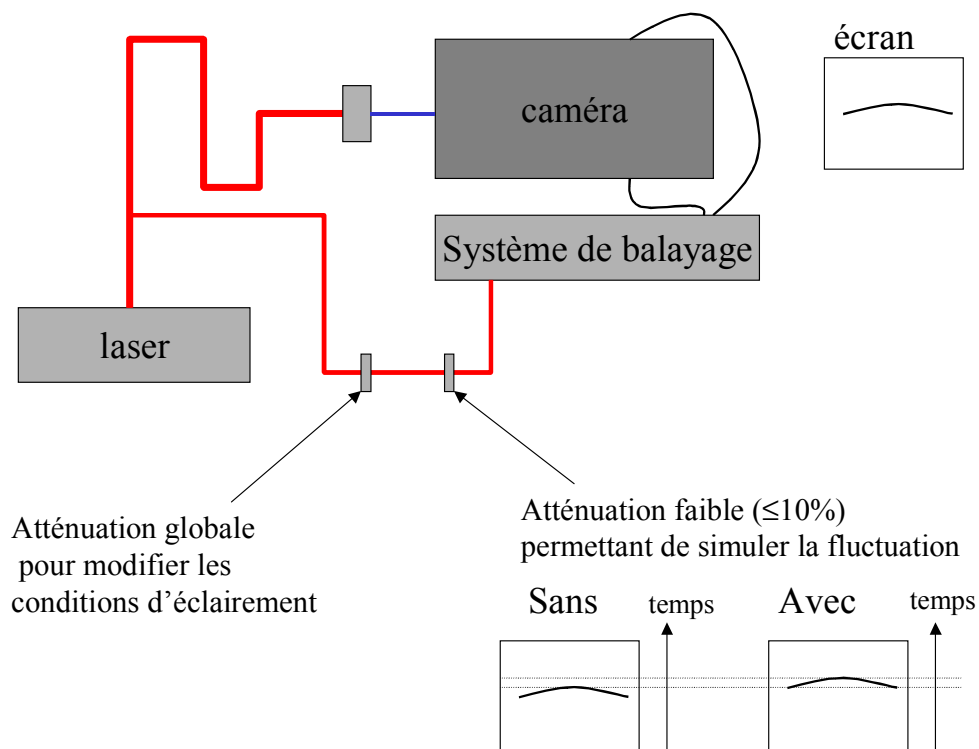 écran
caméra
Système de balayage
laser
Atténuation globale
pour modifier les
conditions d’éclairement
Atténuation faible (≤10%)
permettant de simuler la fluctuation
Sans temps Avec temps